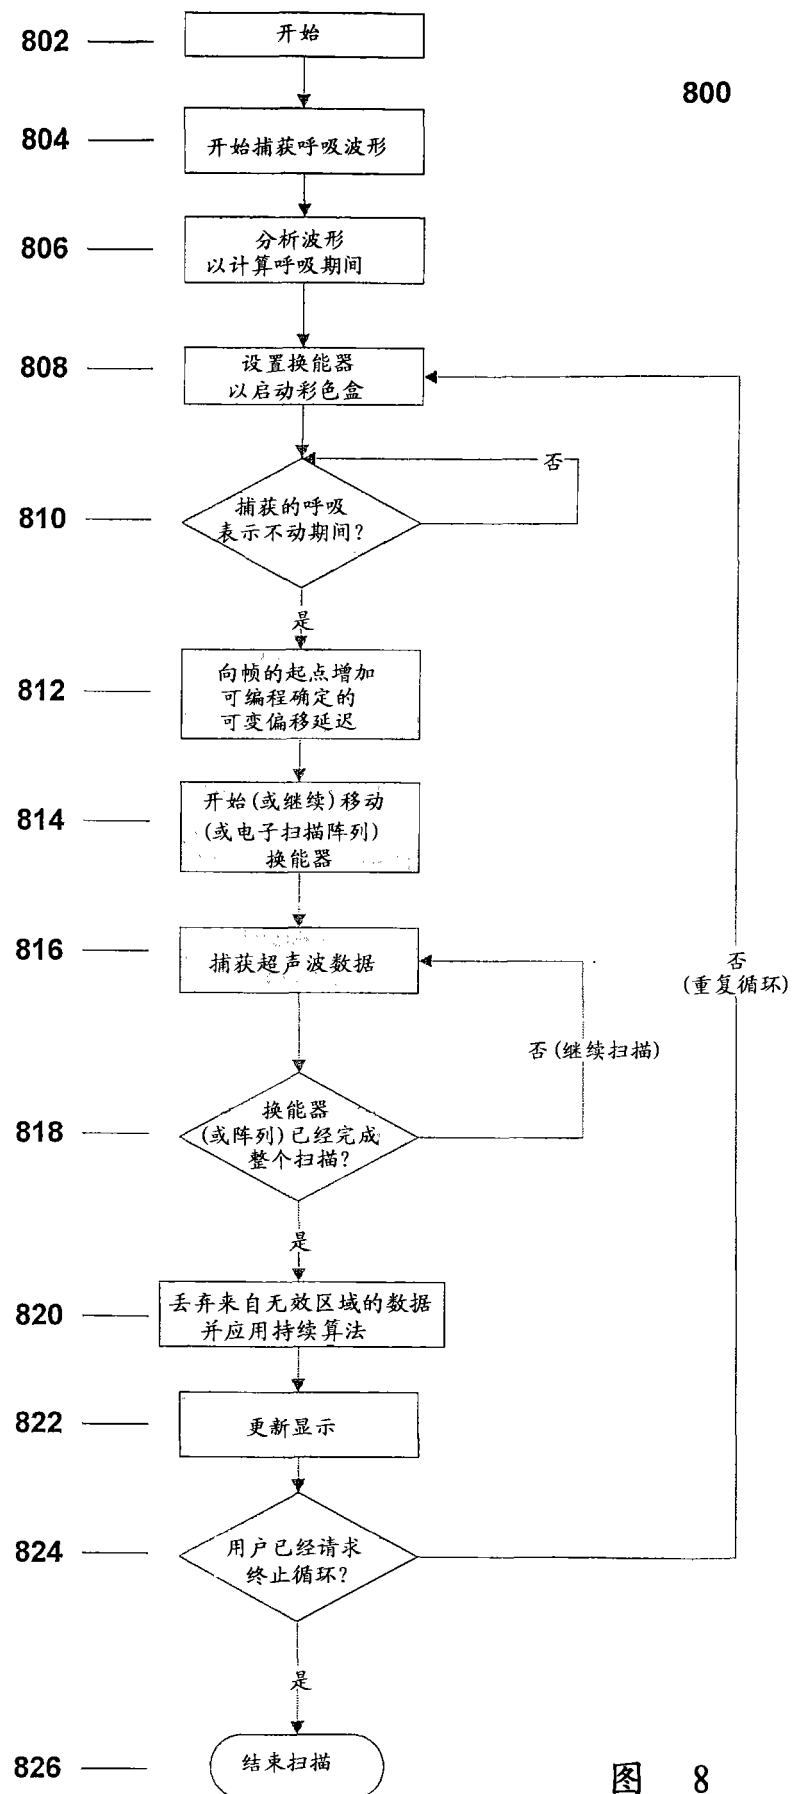 802
开始
800
804
开始捕获呼吸波形
806
分析波形
以计算呼吸期间
808
设置换能器
以启动彩色盒
否
810
捕获的呼吸
表示不动期间?
是
812
向帧的起点增加
可编程确定的
可变偏移延迟
814
开始(或继续)移动
(或电子扫描阵列)
换能器
816
捕获超声波数据
否
(重复循环)
否(继续扫描)
818
换能器
(或阵列)已经完成
整个扫描?
是
820
丢弃来自无效区域的数据
并应用持续算法
822
更新显示
824
用户已经请求
终止循环?
是
826
结束扫描
图 8